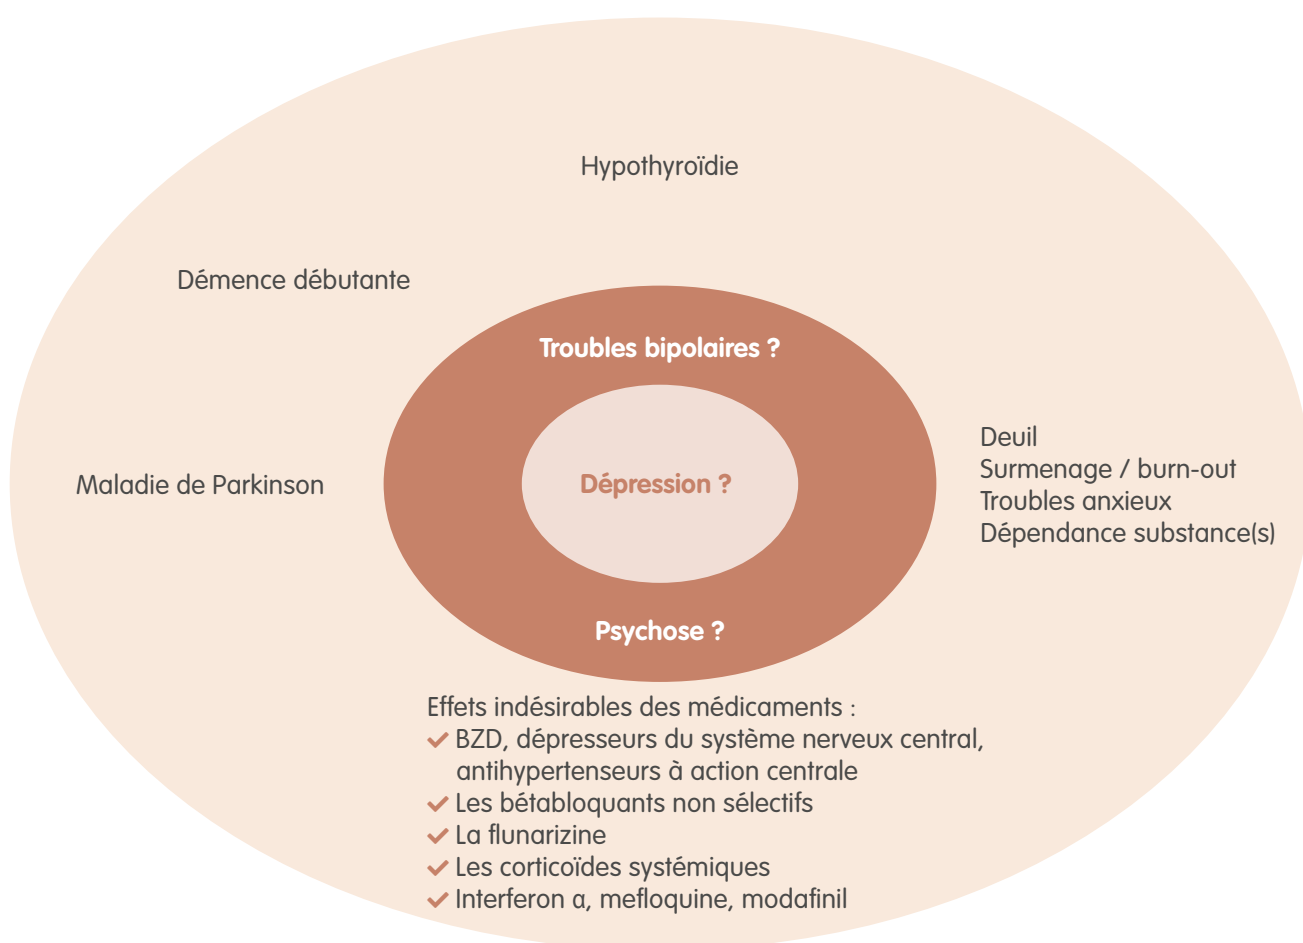 Hypothyroïdie
Démence débutante
Troubles bipolaires ?
Maladie de Parkinson
Dépression ?
Deuil
Surmenage / burn-out
Troubles anxieux
Dépendance substance(s)
Psychose ?
Effets indésirables des médicaments :
✓ BZD, dépresseurs du système nerveux central,
antihypertenseurs à action centrale
✓ Les bétabloquants non sélectifs
✓ La flunarizine
✓ Les corticoïdes systémiques
✓ Interferon α, mefloquine, modafinil